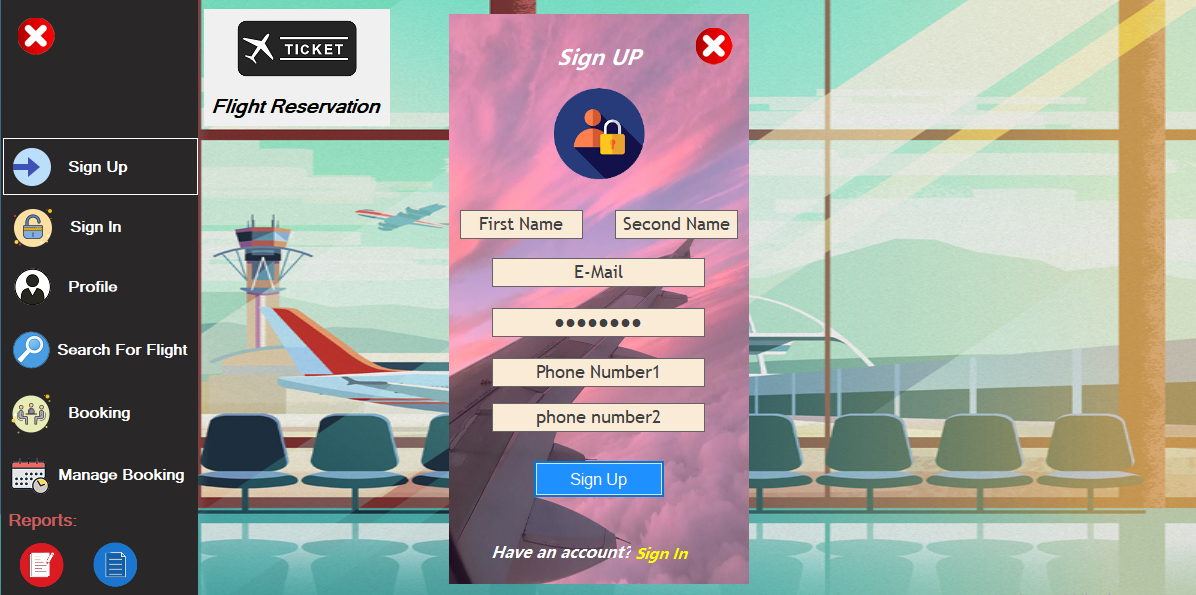 Sign Up
Sign In
Profile
Search For Flight
Booking
Manage Booking
Reports:
TICKET
Flight Reservation
Sign UP
First Name
Second Name
E-Mail
●●●●●●●●
Phone Number1
phone number2
Sign Up
Have an account? Sign In